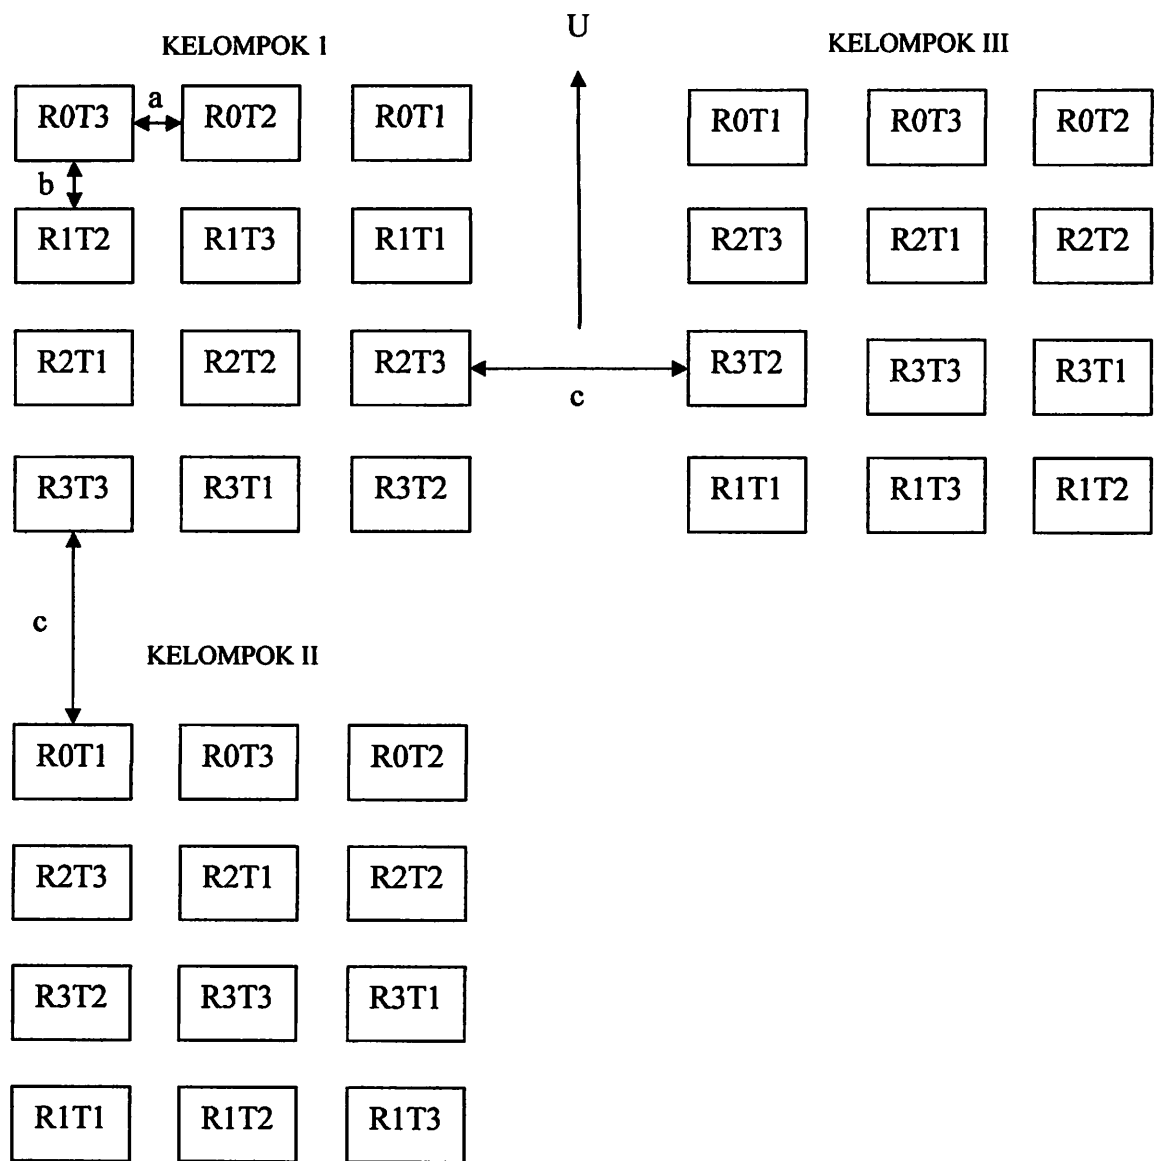 U
KELOMPOK 1
R0T3 a R0T2 R0T1
b
R1T2 R1T3 R1T1
R2T1 R2T2 R2T3
R3T3 R3T1 R3T2
c
c
KELOMPOK III
R0T1 R0T3 R0T2
R2T3 R2T1 R2T2
R3T2 R3T3 R3T1
R1T1 R1T3 R1T2
KELOMPOK II
R0T1 R0T3 R0T2
R2T3 R2T1 R2T2
R3T2 R3T3 R3T1
R1T1 R1T2 R1T3